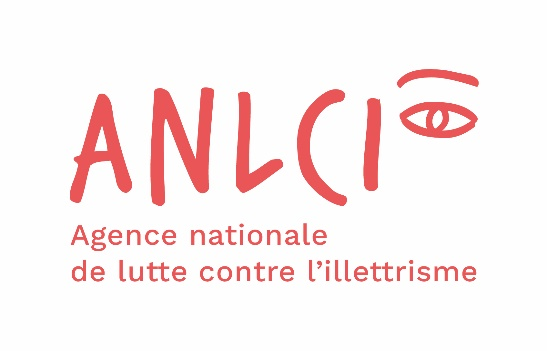 ANLCI
Agence nationale
de lutte contre l’illettrisme